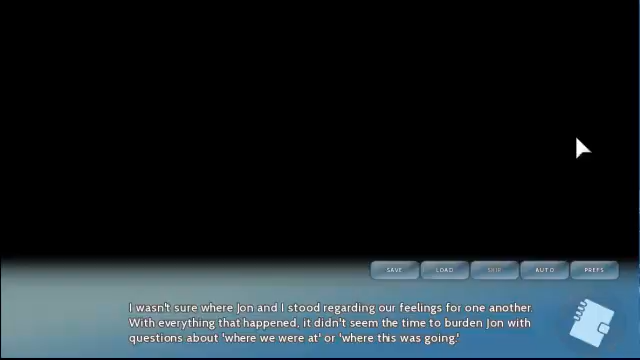 SAVE LOAD SKIP AUTO PREFS
I wasn't sure where Jon and I stood regarding our feelings for one another.
With everything that happened, it didn't seem the time to burden Jon with
questions about 'where we were at' or 'where this was going.'